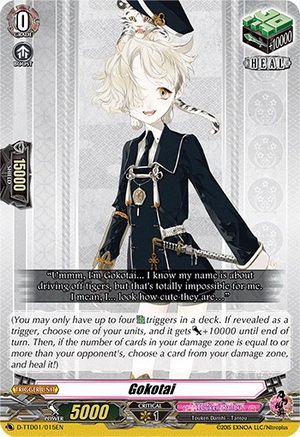 0
GRADE
BOOST
+10000
HEAL
15000
SHIELD
"Ummm, I'm Gokotai... I know my name is about
driving off tigers, but that's totally impossible for me.
I mean, I... look how cute they are..."
(You may only have up to four triggers in a deck. If revealed as a
trigger, choose one of your units, and it gets +10000 until end of
turn. Then, if the number of cards in your damage zone is equal to or
more than your opponent's, choose a card from your damage zone,
and heal it!)
TRIGGER UNIT
Gokotai
POWER 5000
CRITICAL
1
Touken Danshi - Tantou
D-TTD01/015EN
©2015 EXNOA LLC/Nitroplus